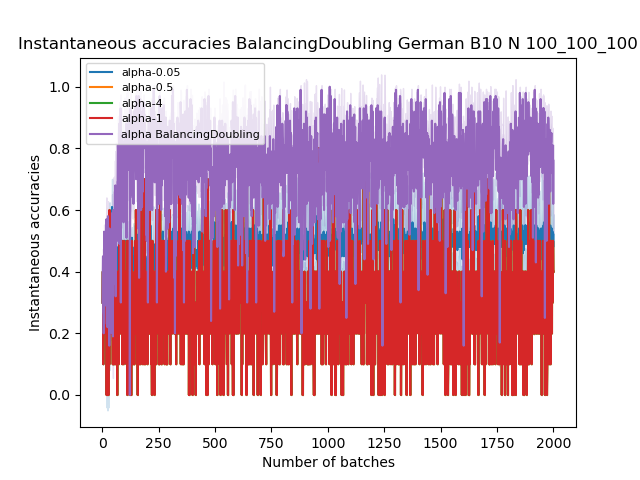 Instantaneous accuracies BalancingDoubling German B10 N 100_100_100
alpha-0.05
alpha-0.5
alpha-4
alpha-1
alpha BalancingDoubling
1.0
0.8
0.6
0.4
0.2
0.0
Instantaneous accuracies
0 250 500 750 1000 1250 1500 1750 2000
Number of batches